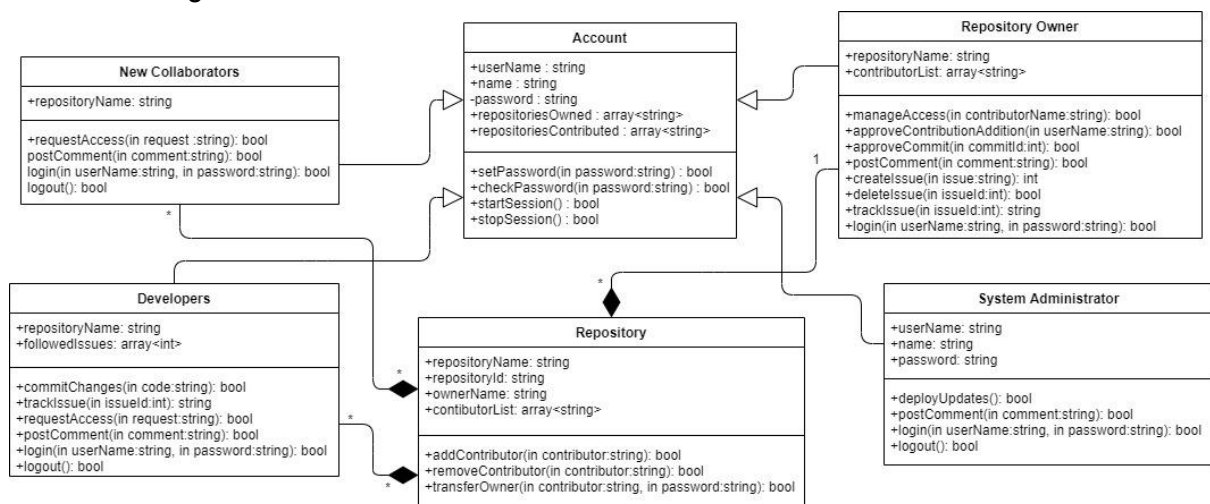 Account
+userName : string
+name : string
-password : string
+repositoriesOwned : array<string>
+repositoriesContributed : array<string>
+setPassword(in password:string) : bool
+checkPassword(in password:string) : bool
+startSession() : bool
+stopSession() : bool
Repository Owner
+repositoryName: string
+contributorList: array<string>
+manageAccess(in contributorName:string): bool
+approveContributionAddition(in userName:string): bool
+approveCommit(in commitId:int): bool
+postComment(in comment:string): bool
+createIssue(in issue:string): int
+deleteIssue(in issueId:int): bool
+trackIssue(in issueId:int): string
+login(in userName:string, in password:string): bool
New Collaborators
+repositoryName: string
+requestAccess(in request :string): bool
postComment(in comment:string): bool
login(in userName:string, in password:string): bool
logout(): bool
*
1
*
Developers
+repositoryName: string
+followedIssues: array<int>
+commitChanges(in code:string): bool
+trackIssue(in issueId:int): string
+requestAccess(in request:string): bool
+postComment(in comment:string): bool
+login(in userName:string, in password:string): bool
+logout(): bool
*
*
*
Repository
+repositoryName: string
+repositoryId: string
+ownerName: string
+contibutorList: array<string>
+addContributor(in contributor:string): bool
+removeContributor(in contributor:string): bool
+transferOwner(in contributor:string, in password:string): bool
System Administrator
+userName: string
+name: string
+password: string
+deployUpdates(): bool
+postComment(in comment:string): bool
+login(in userName:string, in password:string): bool
+logout(): bool